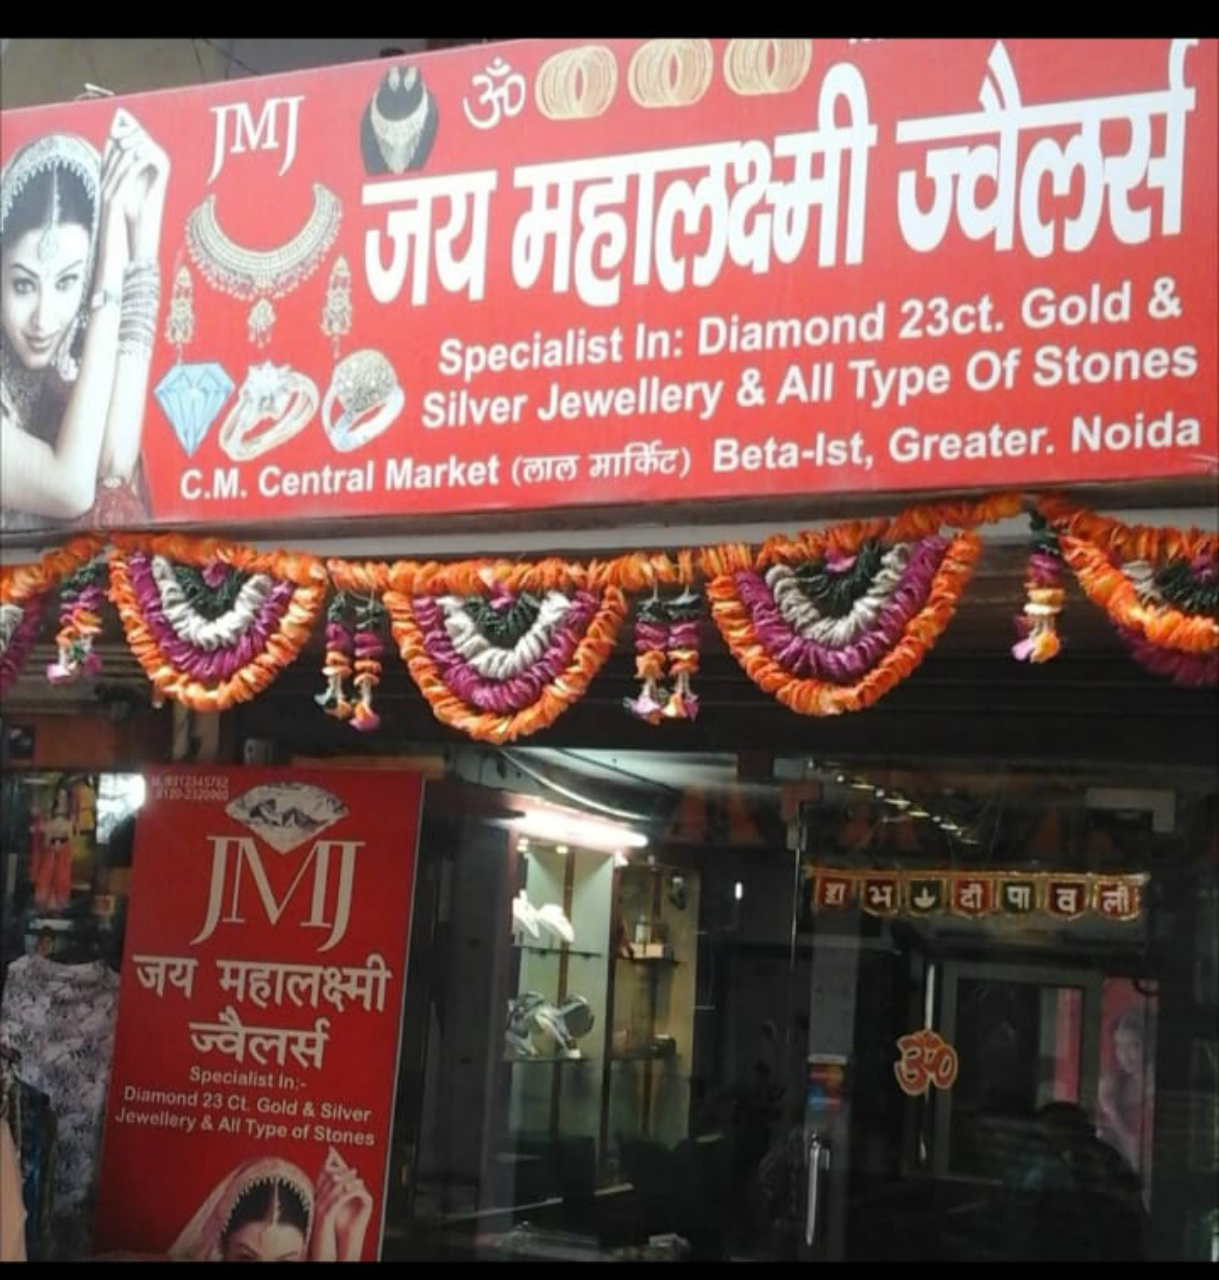 JMJ
ॐ
जय महालक्ष्मी ज्वैलर्स
Specialist In: Diamond 23ct. Gold &
Silver Jewellery & All Type Of Stones
C.M. Central Market (लाल मार्किट) Beta-Ist, Greater. Noida
JMJ
जय महालक्ष्मी
ज्वैलर्स
Specialist In:-
Diamond 23 Ct. Gold & Silver
Jewellery & All Type of Stones
शुभ दीपावली
ॐ